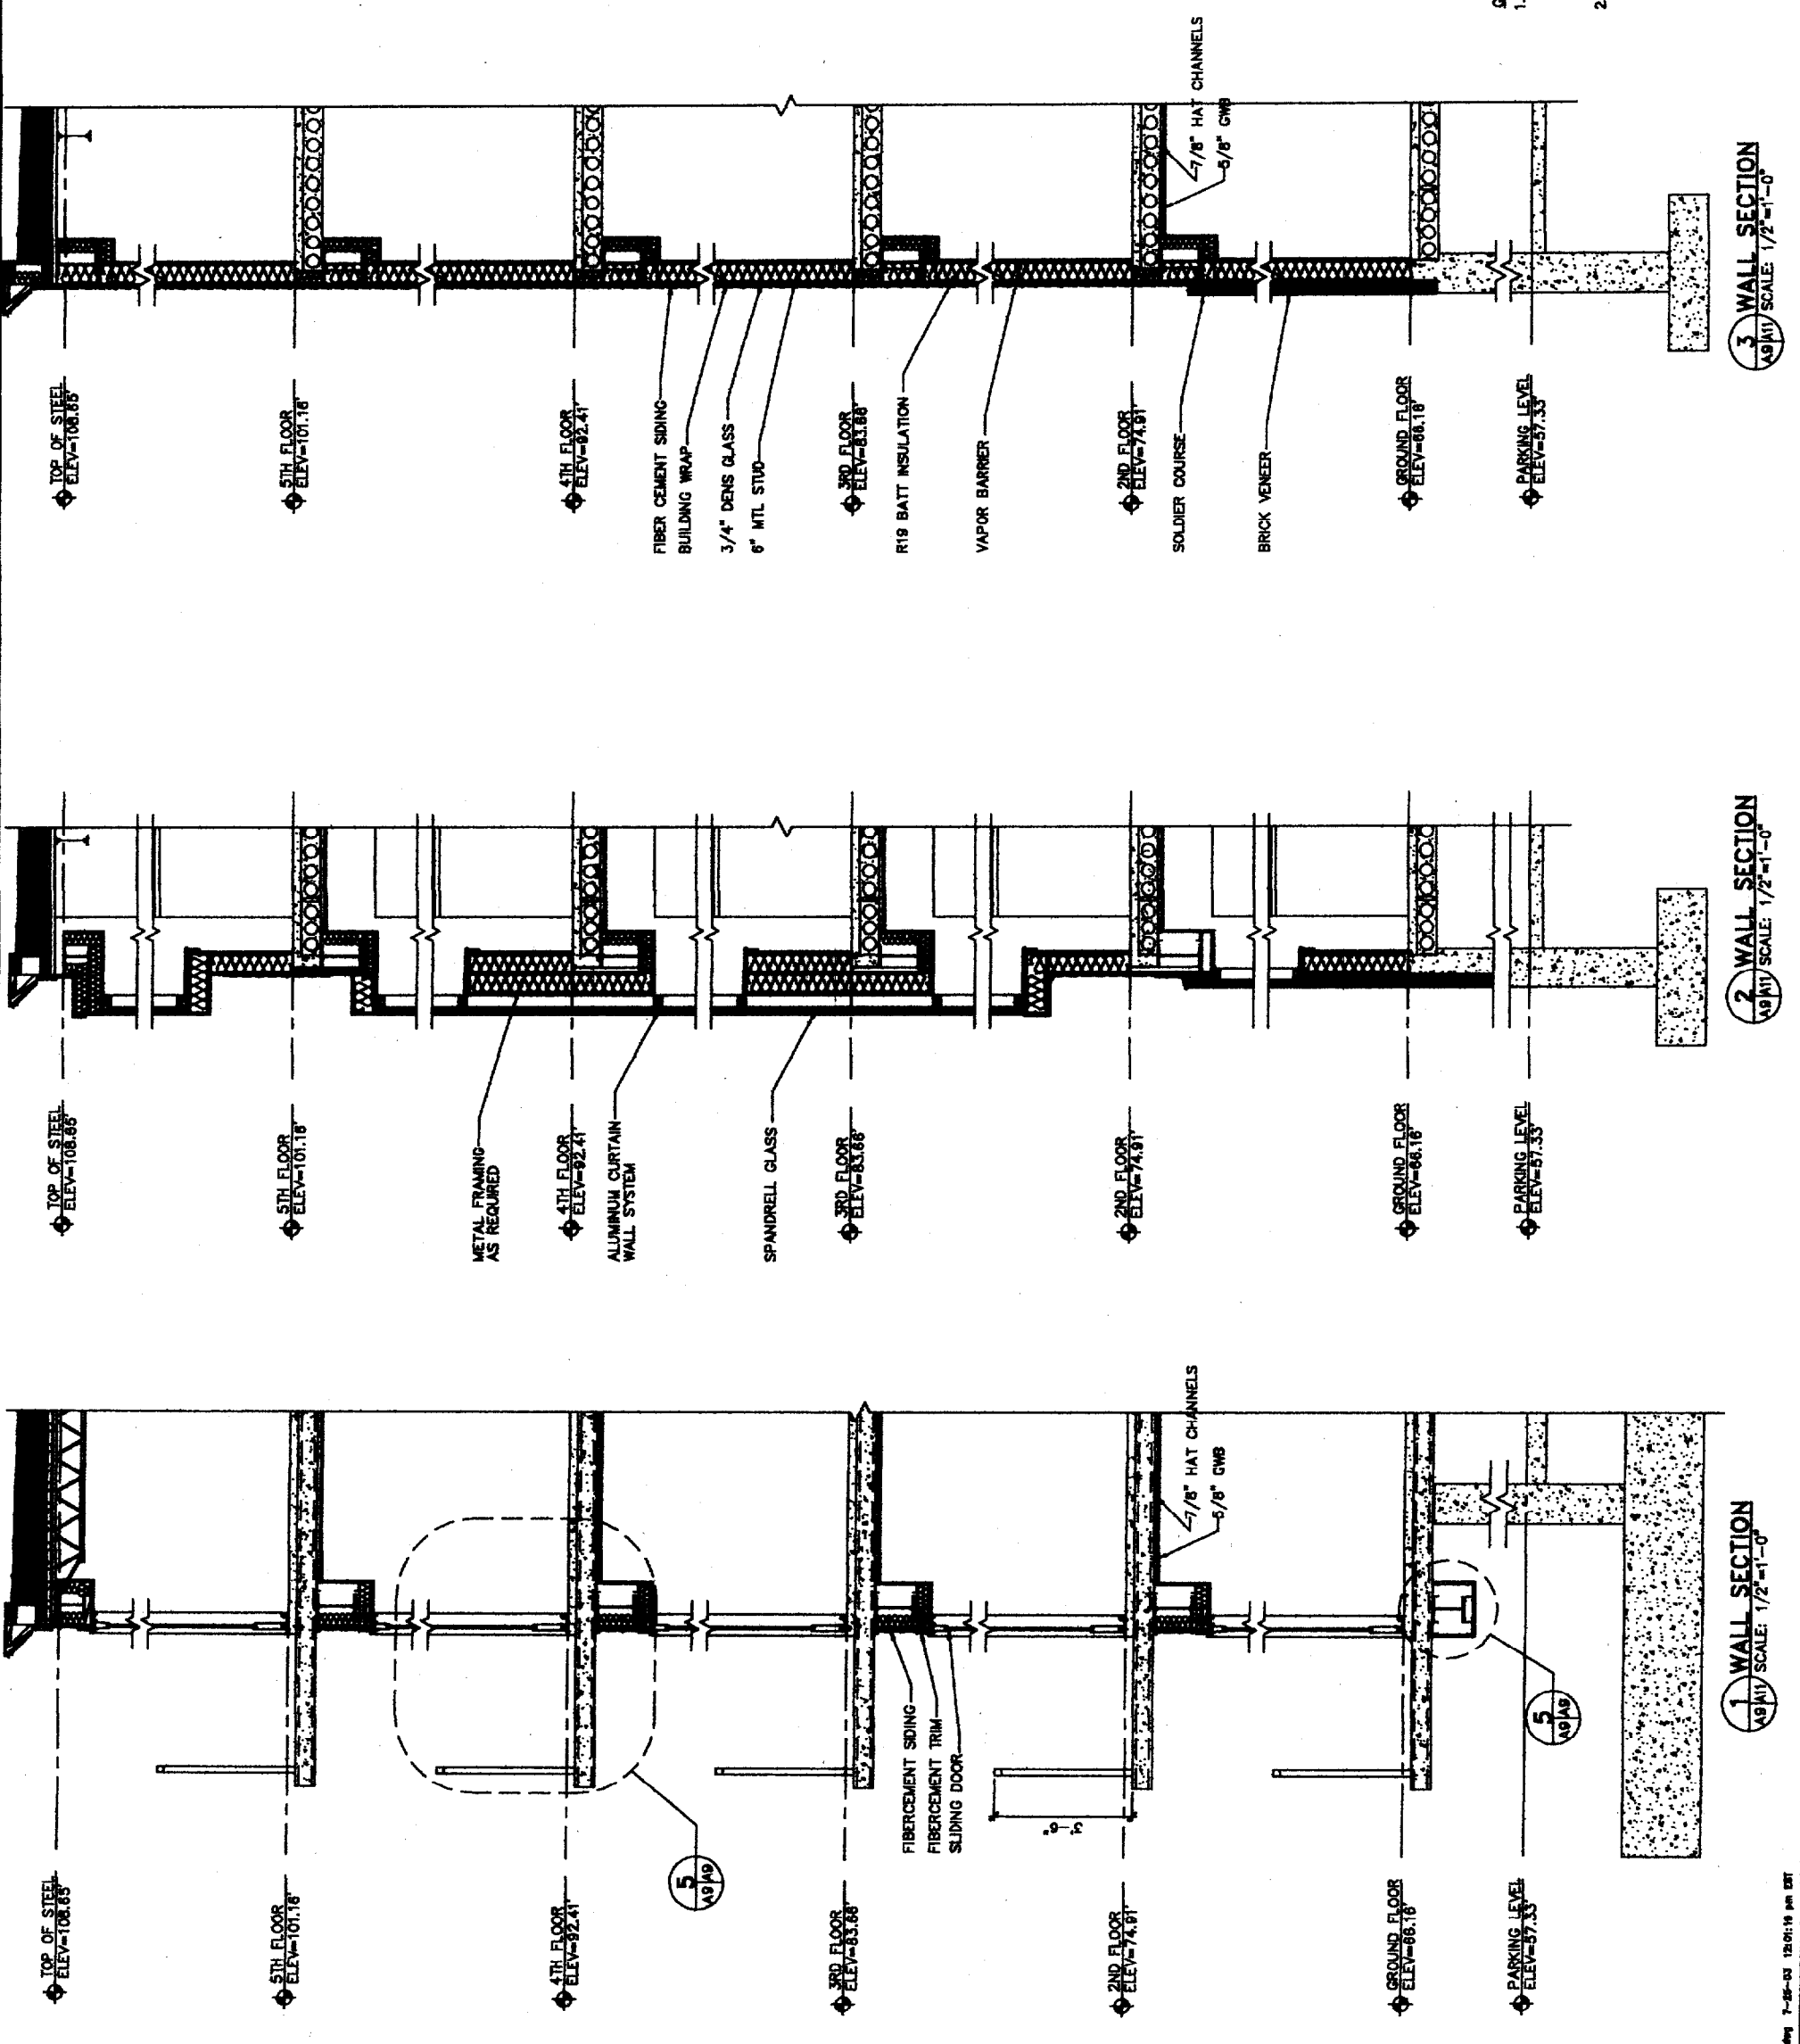 TOP OF STEEL
ELEV=108.65'
5TH FLOOR
ELEV=101.16'
4TH FLOOR
ELEV=92.41'
5
A9 A9
3RD FLOOR
ELEV=83.66'
FIBERCEMENT SIDING
FIBERCEMENT TRIM
SLIDING DOOR
3'-6"
2ND FLOOR
ELEV=74.91'
7/8" HAT CHANNELS
5/8" GWB
GROUND FLOOR
ELEV=66.16'
PARKING LEVEL
ELEV=57.33'
5
A9 A9
1 WALL SECTION
A9 A11 SCALE: 1/2"=1'-0"
TOP OF STEEL
ELEV=108.65'
5TH FLOOR
ELEV=101.16'
METAL FRAMING
AS REQUIRED
4TH FLOOR
ELEV=92.41'
ALUMINUM CURTAIN
WALL SYSTEM
SPANDRELL GLASS
3RD FLOOR
ELEV=83.66'
2ND FLOOR
ELEV=74.91'
GROUND FLOOR
ELEV=66.16'
PARKING LEVEL
ELEV=57.33'
2 WALL SECTION
A9 A11 SCALE: 1/2"=1'-0"
TOP OF STEEL
ELEV=108.65'
5TH FLOOR
ELEV=101.16'
4TH FLOOR
ELEV=92.41'
FIBER CEMENT SIDING
BUILDING WRAP
3/4" DENS GLASS
6" MTL STUD
3RD FLOOR
ELEV=83.66'
R19 BATT INSULATION
VAPOR BARRIER
2ND FLOOR
ELEV=74.91'
7/8" HAT CHANNELS
5/8" GWB
SOLDIER COURSE
BRICK VENEER
GROUND FLOOR
ELEV=66.16'
PARKING LEVEL
ELEV=57.33'
3 WALL SECTION
A9 A11 SCALE: 1/2"=1'-0"
G
1.
2
7-25-03 12:01:19 pm EST